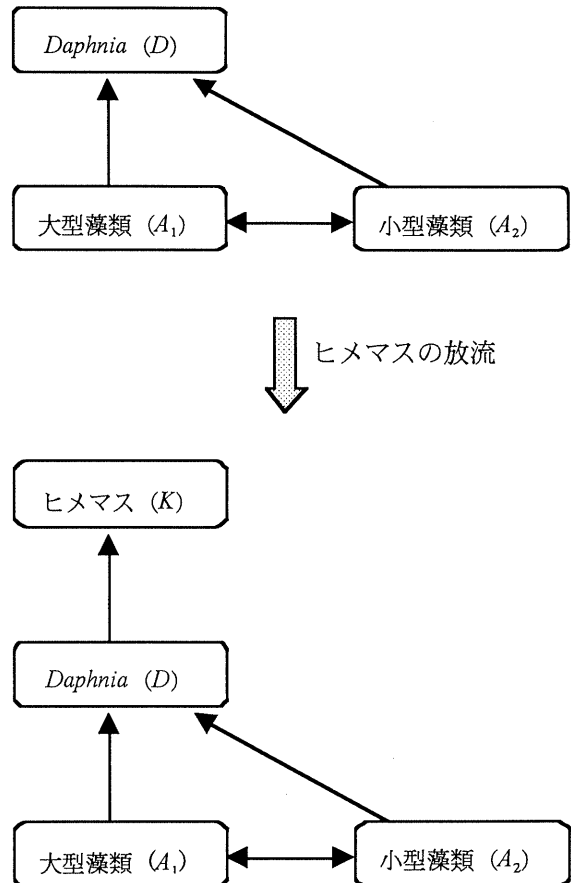 Daphnia (D)
大型藻類 (A₁)
小型藻類 (A₂)
ヒメマスの放流
ヒメマス (K)
Daphnia (D)
大型藻類 (A₁)
小型藻類 (A₂)